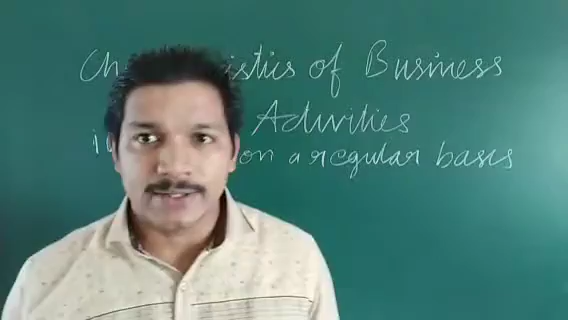 of Business
Activities
on a regular basis